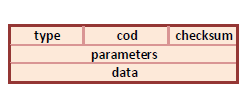 type cod checksum
parameters
data